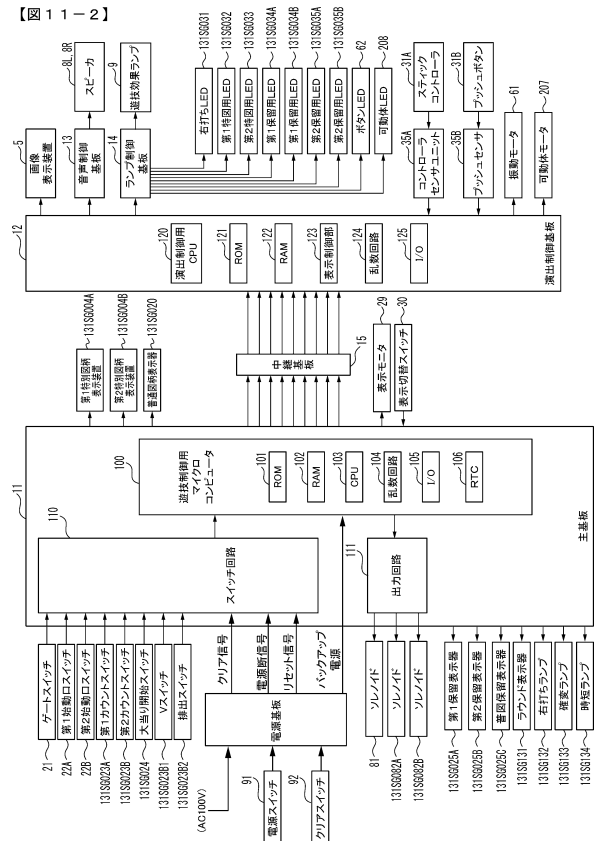 【図11-2】
5
画像
表示装置
13
音声制御
基板
8L, 8R
スピーカ
14
ランプ制御
基板
9
遊技効果ランプ
右打ちLED
131SG031
第1特図用LED
131SG032
第2特図用LED
131SG033
第1保留用LED
131SG034A
第1保留用LED
131SG034B
第2保留用LED
131SG035A
第2保留用LED
131SG035B
ボタンLED
62
可動体LED
208
35A
コントローラ
センサユニット
31A
スティック
コントローラ
35B
プッシュセンサ
31B
プッシュボタン
振動モータ
61
可動体モータ
207
12
120
演出制御用
CPU
121
ROM
122
RAM
123
表示制御部
124
乱数回路
125
I/O
演出制御基板
第1特別図柄
表示装置
131SG004A
第2特別図柄
表示装置
131SG004B
普通図柄表示器
131SG020
中継
基板
15
表示モニタ
29
表示切替スイッチ
30
11
100
遊技制御用
マイクロ
コンピュータ
101
ROM
102
RAM
103
CPU
104
乱数回路
105
I/O
106
RTC
110
スイッチ回路
111
出力回路
主基板
ゲートスイッチ
21
第1始動口スイッチ
22A
第2始動口スイッチ
22B
第1カウントスイッチ
131SG023A
第2カウントスイッチ
131SG023B
大当り開始スイッチ
131SG024
Vスイッチ
131SG023B1
排出スイッチ
131SG023B2
クリア信号
電源断信号
リセット信号
バックアップ
電源
電源基板
(AC100V)
91
電源スイッチ
92
クリアスイッチ
ソレノイド
81
ソレノイド
131SG082A
ソレノイド
131SG082B
第1保留表示器
131SG025A
第2保留表示器
131SG025B
普図保留表示器
131SG025C
ラウンド表示器
131SG131
右打ちランプ
131SG132
確変ランプ
131SG133
時短ランプ
131SG134